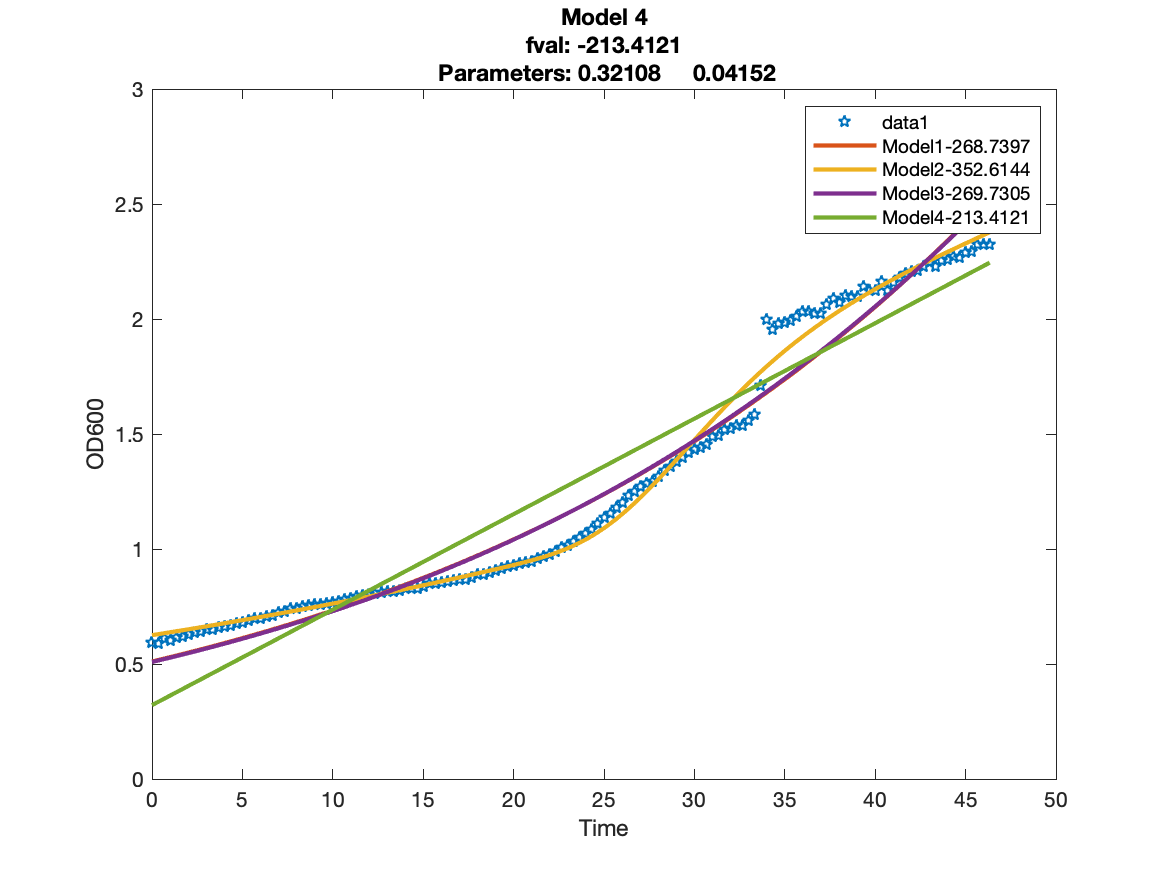 Model 4
fval: -213.4121
Parameters: 0.32108 0.04152
3
2.5
2
1.5
1
0.5
0
OD600
data1
Model1-268.7397
Model2-352.6144
Model3-269.7305
Model4-213.4121
0 5 10 15 20 25 30 35 40 45 50
Time